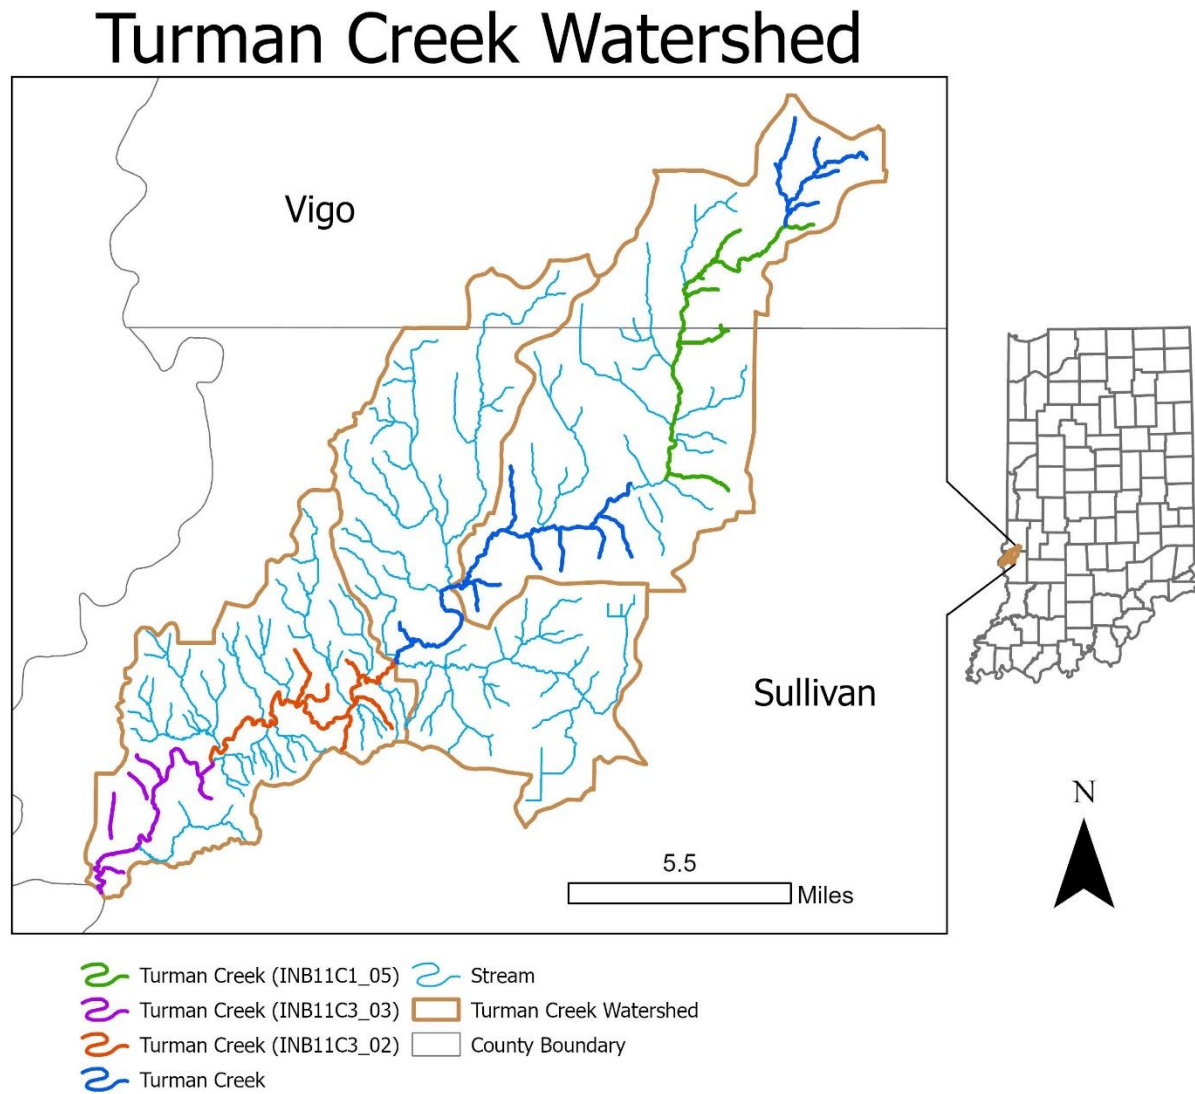 Turman Creek Watershed
Vigo
Sullivan
N
5.5
Miles
Turman Creek (INB11C1_05)
Stream
Turman Creek (INB11C3_03)
Turman Creek Watershed
Turman Creek (INB11C3_02)
County Boundary
Turman Creek